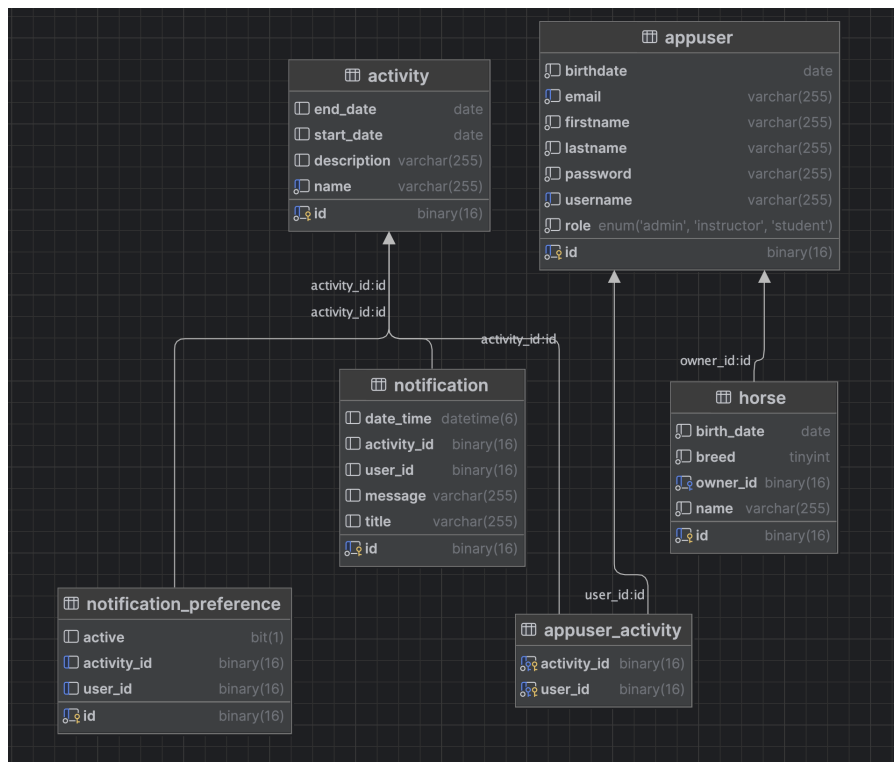 activity
end_date date
start_date date
description varchar(255)
name varchar(255)
id binary(16)
appuser
birthdate date
email varchar(255)
firstname varchar(255)
lastname varchar(255)
password varchar(255)
username varchar(255)
role enum('admin', 'instructor', 'student')
id binary(16)
activity_id:id
activity_id:id
activity_id:id
owner_id:id
notification
date_time datetime(6)
activity_id binary(16)
user_id binary(16)
message varchar(255)
title varchar(255)
id binary(16)
horse
birth_date date
breed tinyint
owner_id binary(16)
name varchar(255)
id binary(16)
user_id:id
notification_preference
active bit(1)
activity_id binary(16)
user_id binary(16)
id binary(16)
appuser_activity
activity_id binary(16)
user_id binary(16)